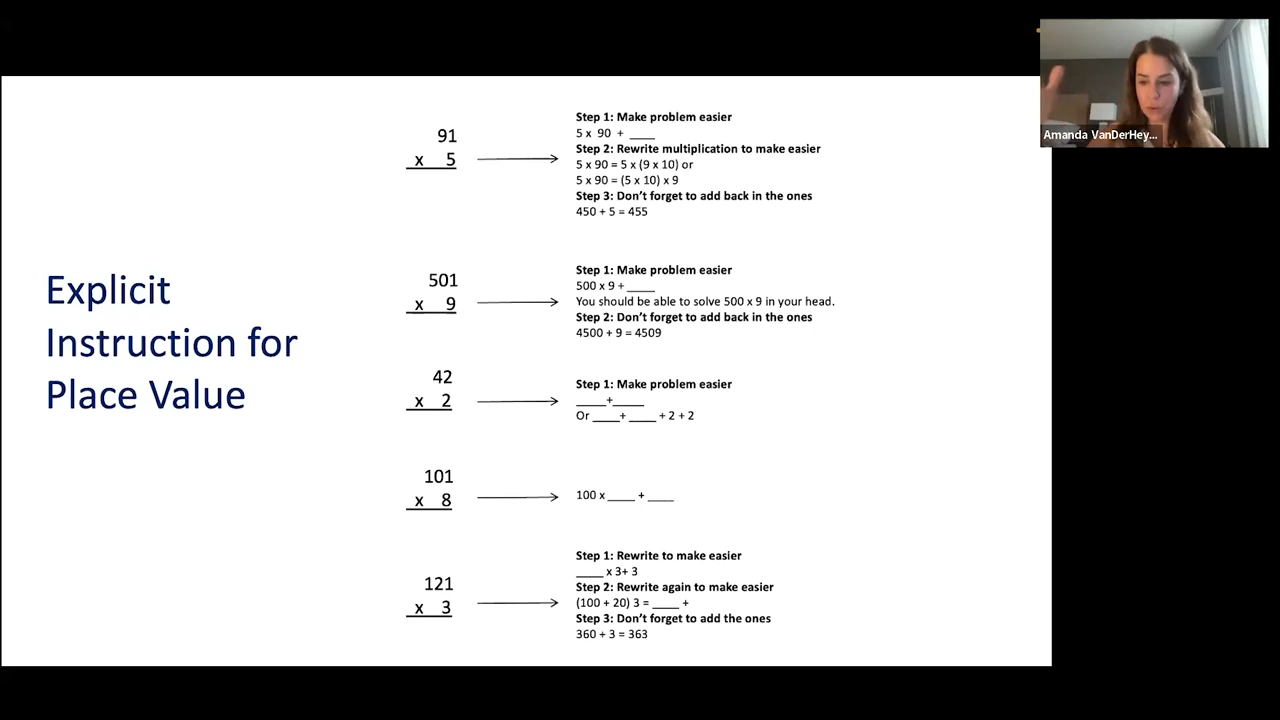 Amanda VanDerHey...
Explicit
Instruction for
Place Value
91
x 5
Step 1: Make problem easier
5 x 90 + ____
Step 2: Rewrite multiplication to make easier
5 x 90 = 5 x (9 x 10) or
5 x 90 = (5 x 10) x 9
Step 3: Don't forget to add back in the ones
450 + 5 = 455
501
x 9
Step 1: Make problem easier
500 x 9 + ____
You should be able to solve 500 x 9 in your head.
Step 2: Don't forget to add back in the ones
4500 + 9 = 4509
42
x 2
Step 1: Make problem easier
____+____
Or ____+ ____ + 2 + 2
101
x 8
100 x ____ + ____
121
x 3
Step 1: Rewrite to make easier
____ x 3+ 3
Step 2: Rewrite again to make easier
(100 + 20) 3 = ____ +
Step 3: Don't forget to add the ones
360 + 3 = 363